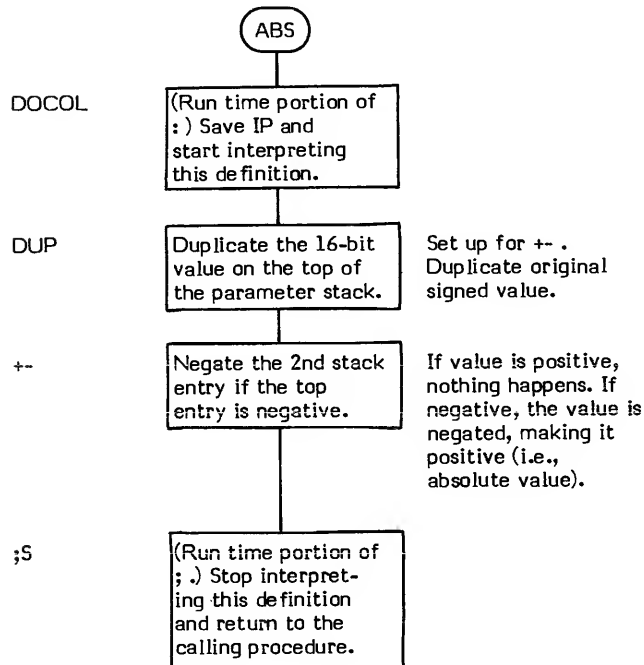 ABS
DOCOL
(Run time portion of
: ) Save IP and
start interpreting
this definition.
DUP
Duplicate the 16-bit
value on the top of
the parameter stack.
Set up for +- .
Duplicate original
signed value.
+-
Negate the 2nd stack
entry if the top
entry is negative.
If value is positive,
nothing happens. If
negative, the value is
negated, making it
positive (i.e.,
absolute value).
;S
(Run time portion of
; .) Stop interpret-
ing this definition
and return to the
calling procedure.